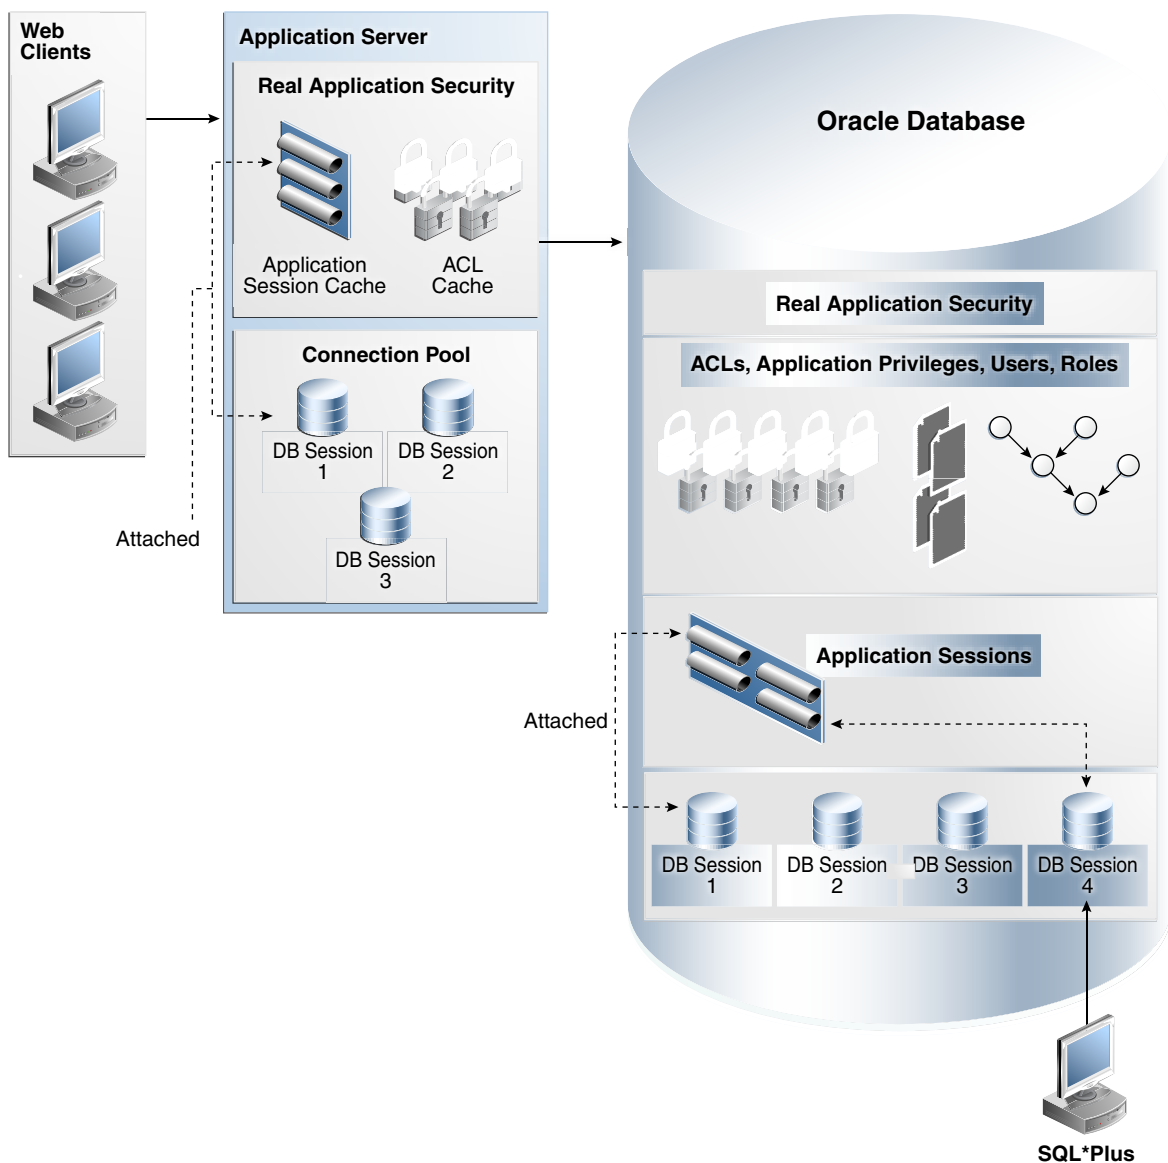 Web
Clients
Application Server
Real Application Security
Application
Session Cache
ACL
Cache
Connection Pool
DB Session
1
DB Session
2
DB Session
3
Attached
Oracle Database
Real Application Security
ACLs, Application Privileges, Users, Roles
Application Sessions
Attached
DB Session
1
DB Session
2
DB Session
3
DB Session
4
SQL*Plus